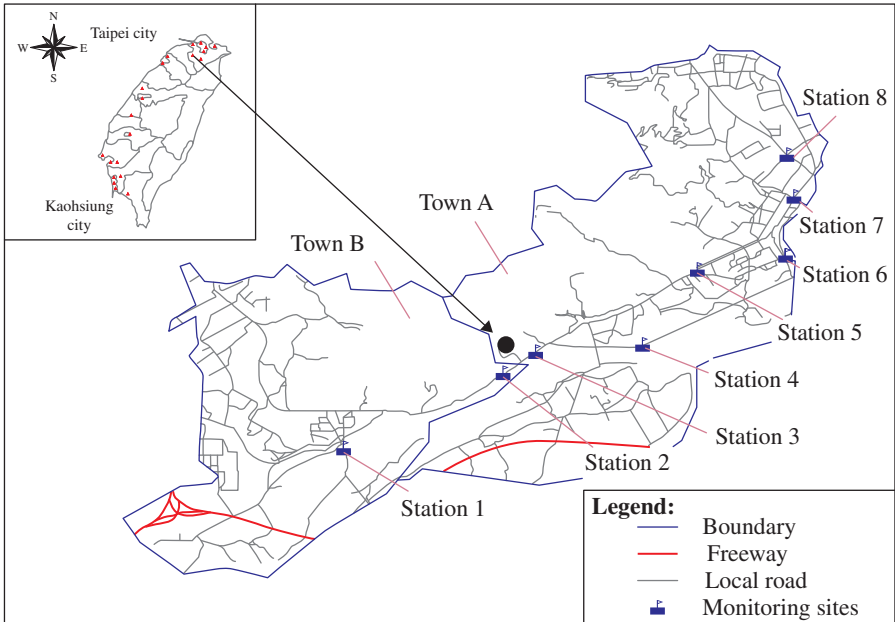 N
W E
S
Taipei city
Kaohsiung
city
Town B
Town A
Station 8
Station 7
Station 6
Station 5
Station 4
Station 3
Station 2
Station 1
Legend:
Boundary
Freeway
Local road
Monitoring sites